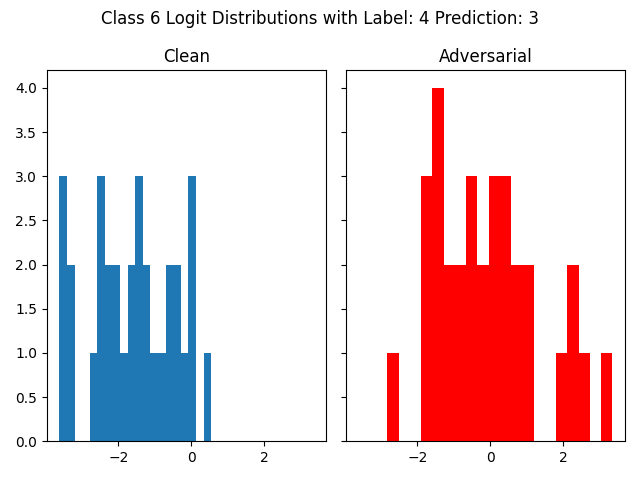 Class 6 Logit Distributions with Label: 4 Prediction: 3
Clean
Adversarial
4.0
3.5
3.0
2.5
2.0
1.5
1.0
0.5
0.0
−2 0 2
−2 0 2